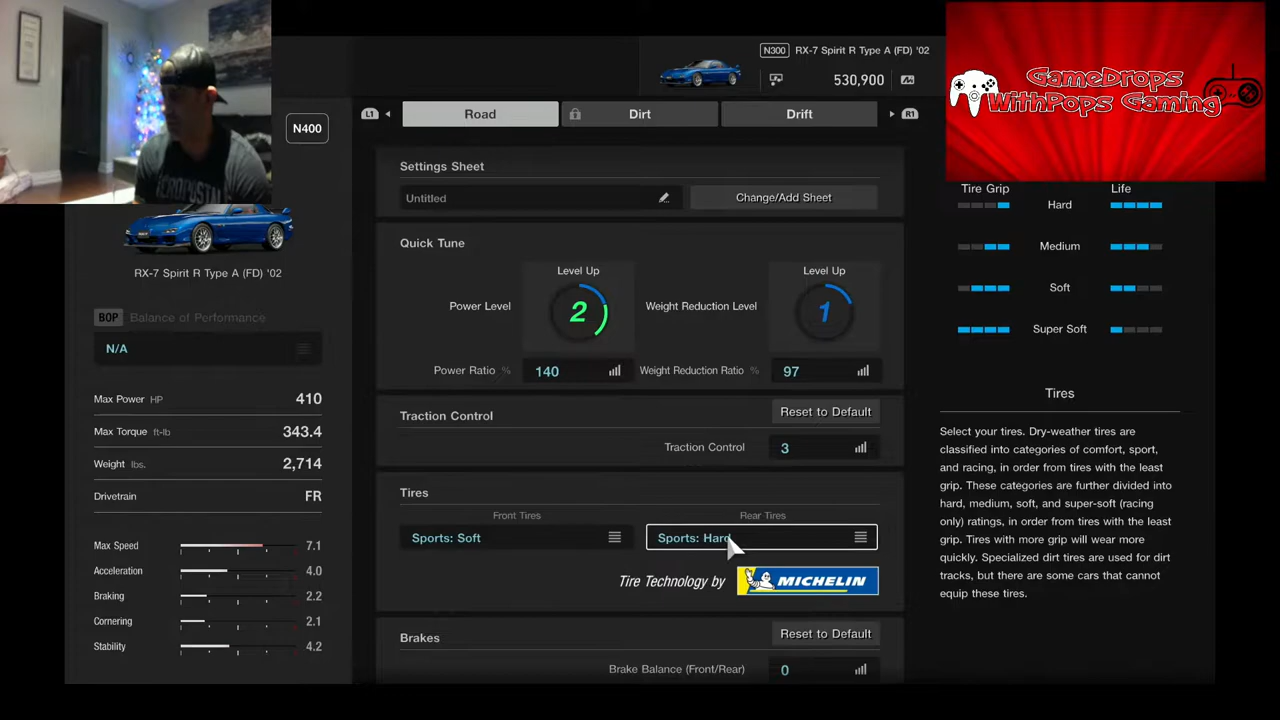 N300 RX-7 Spirit R Type A (FD) '02
530,900
GameDrops
WithPops Gaming
N400
L1 Road Dirt Drift R1
Settings Sheet
Untitled Change/Add Sheet
Quick Tune
Level Up Level Up
Power Level 2 Weight Reduction Level 1
Power Ratio % 140 Weight Reduction Ratio % 97
Traction Control Reset to Default
Traction Control 3
Tires
Front Tires Rear Tires
Sports: Soft Sports: Hard
Tire Technology by MICHELIN
Brakes Reset to Default
Brake Balance (Front/Rear) 0
RX-7 Spirit R Type A (FD) '02
BOP Balance of Performance
N/A
Max Power HP 410
Max Torque ft-lb 343.4
Weight lbs. 2,714
Drivetrain FR
Max Speed 7.1
Acceleration 4.0
Braking 2.2
Cornering 2.1
Stability 4.2
Tire Grip Life
Hard
Medium
Soft
Super Soft
Tires
Select your tires. Dry-weather tires are
classified into categories of comfort, sport,
and racing, in order from tires with the least
grip. These categories are further divided into
hard, medium, soft, and super-soft (racing
only) ratings, in order from tires with the least
grip. Tires with more grip will wear more
quickly. Specialized dirt tires are used for dirt
tracks, but there are some cars that cannot
equip these tires.